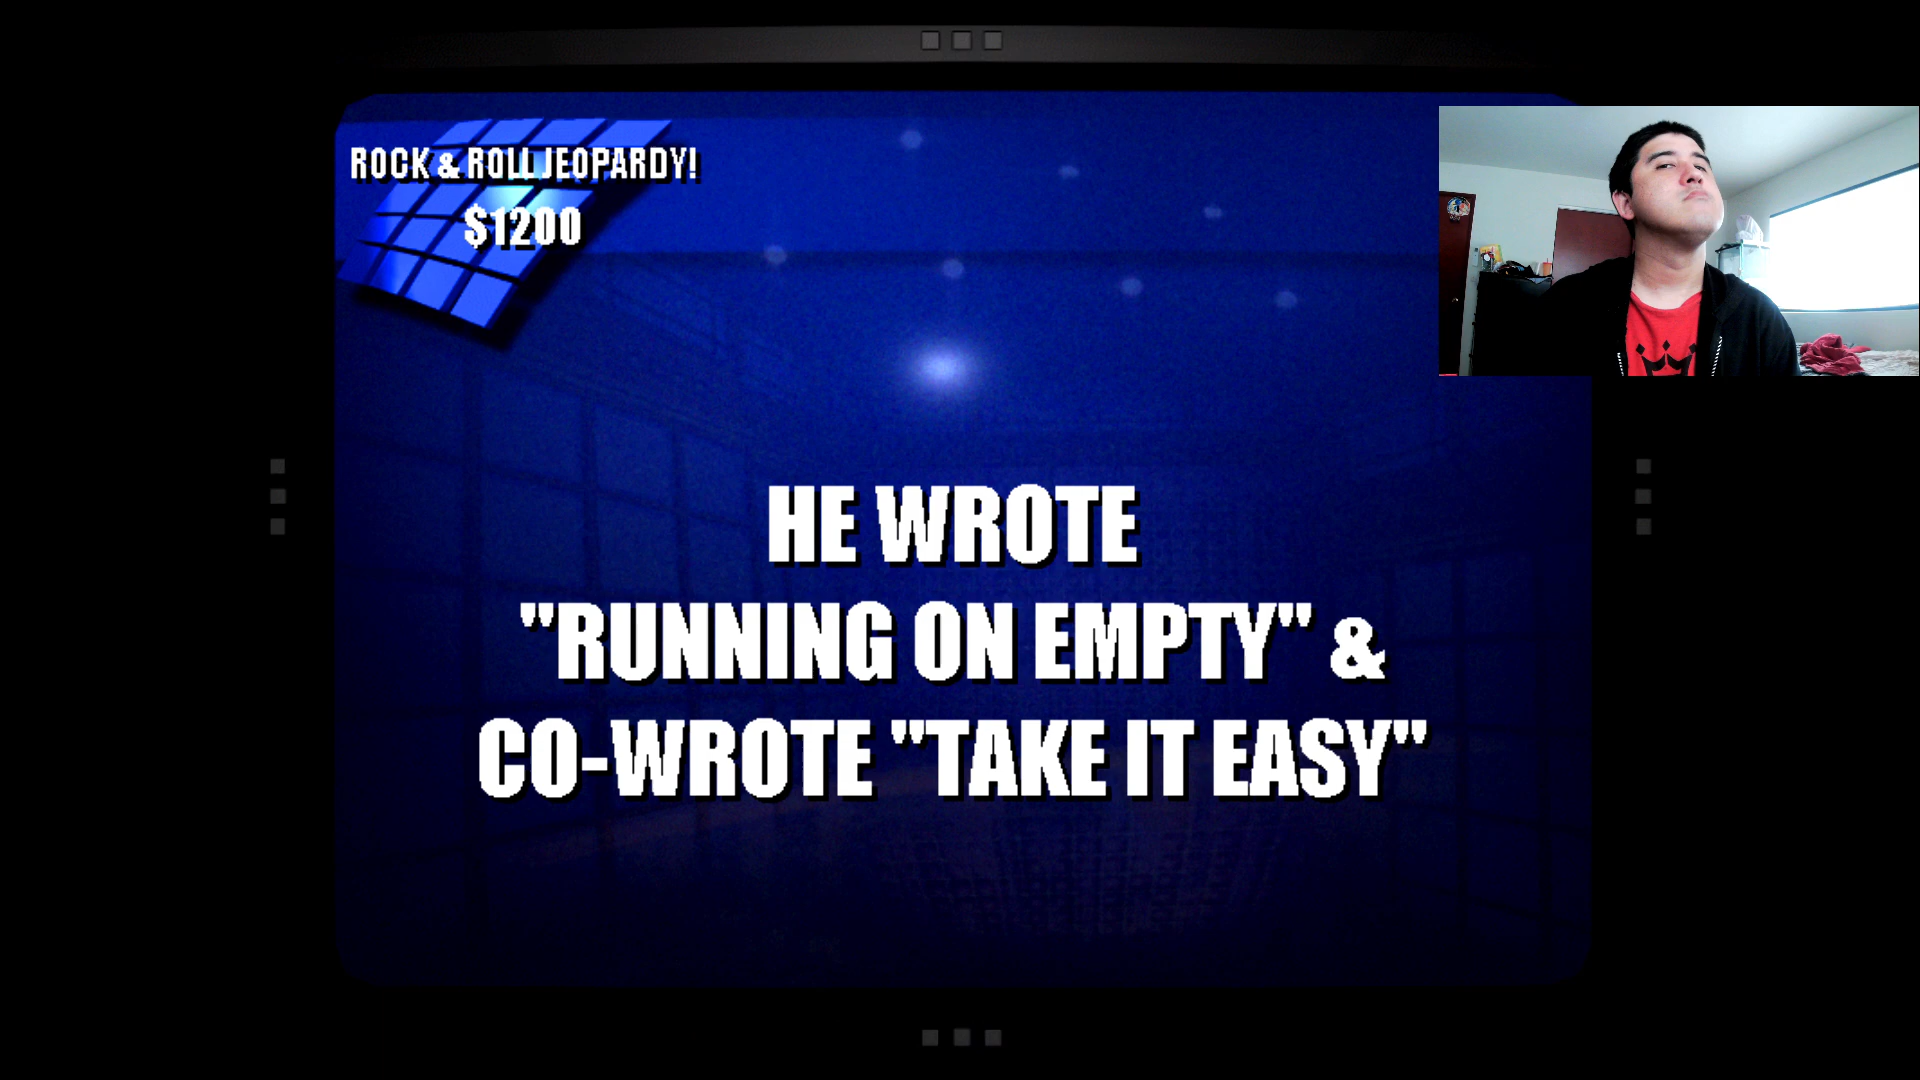 ROCK & ROLL JEOPARDY!
$1200
HE WROTE
"RUNNING ON EMPTY" &
CO-WROTE "TAKE IT EASY"